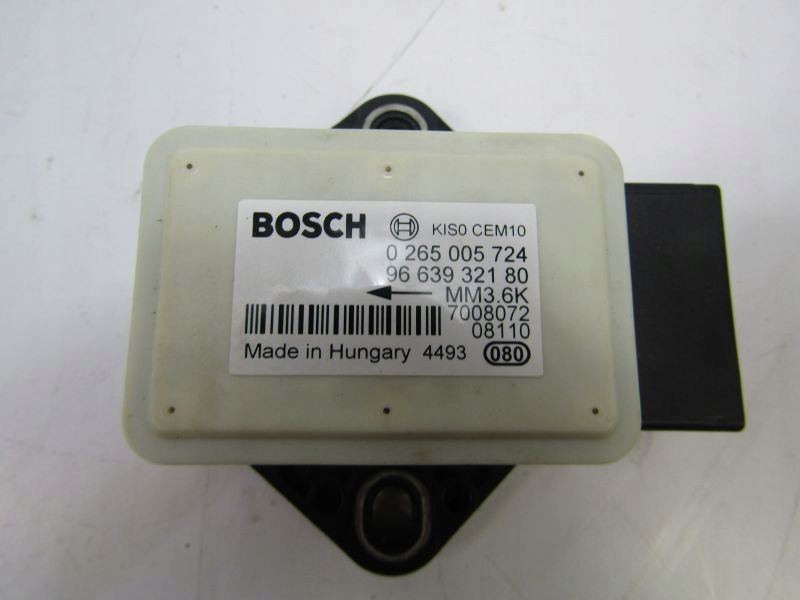 BOSCH KIS0 CEM10
0 265 005 724
96 639 321 80
MM3.6K
7008072
08110
Made in Hungary 4493 080